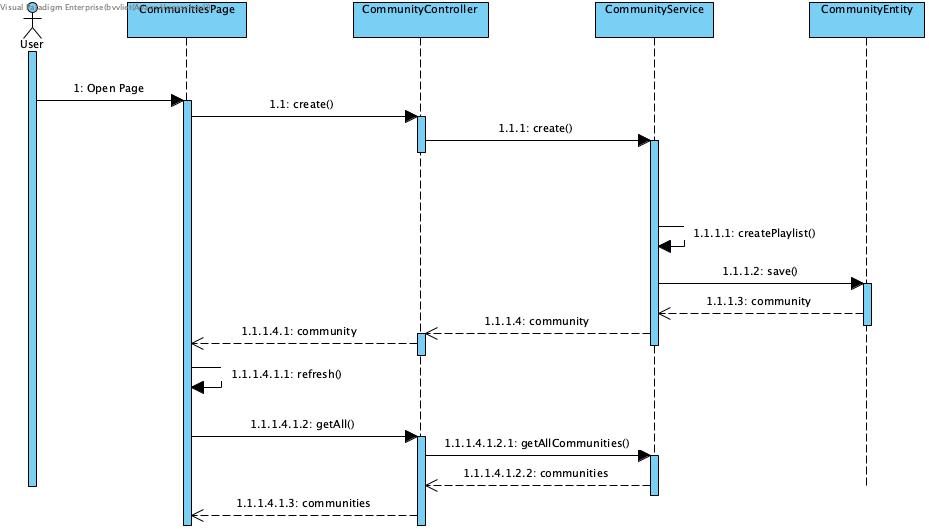 Visual Paradigm Enterprise(
CommunitiesPage
CommunityController
CommunityService
CommunityEntity
User
1: Open Page
1.1: create()
1.1.1: create()
1.1.1.1: createPlaylist()
1.1.1.2: save()
1.1.1.3: community
1.1.1.4: community
1.1.1.4.1: community
1.1.1.4.1.1: refresh()
1.1.1.4.1.2: getAll()
1.1.1.4.1.2.1: getAllCommunities()
1.1.1.4.1.2.2: communities
1.1.1.4.1.3: communities